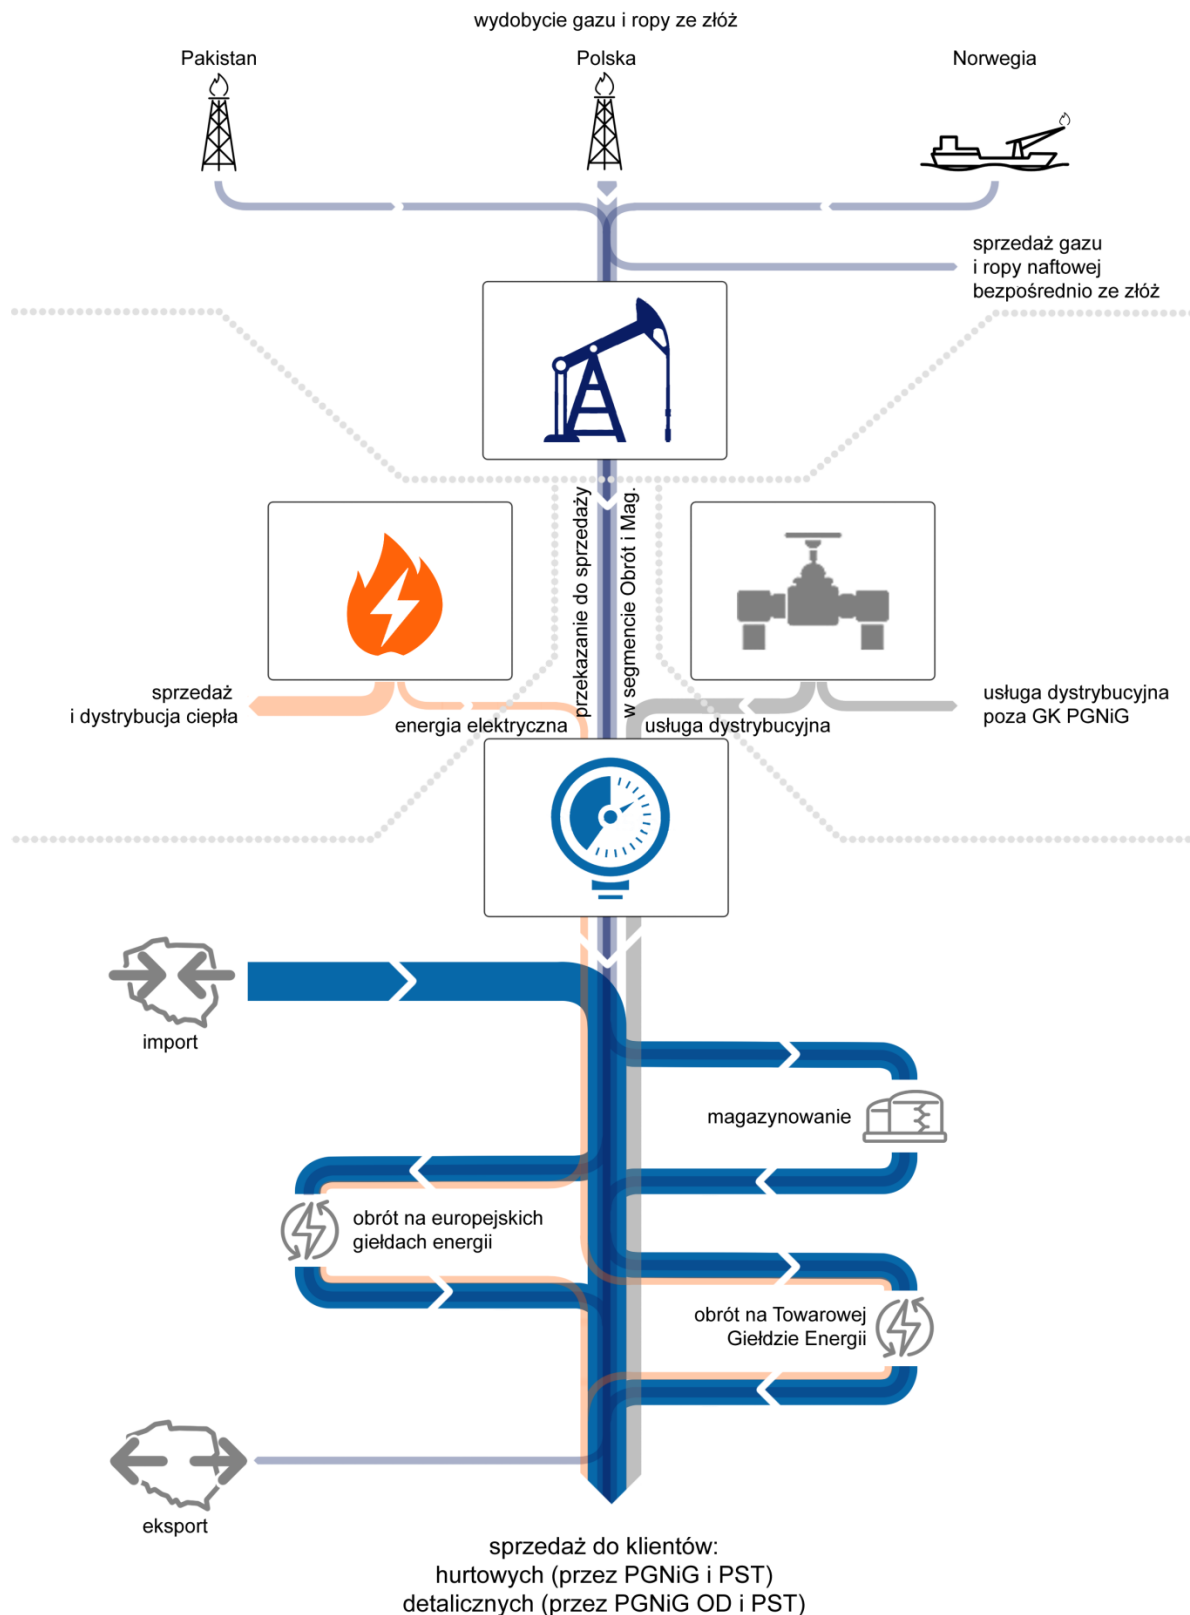 wydobycie gazu i ropy ze złóż
Pakistan
Polska
Norwegia
sprzedaż gazu
i ropy naftowej
bezpośrednio ze złóż
przekazanie do sprzedaży
w segmencie Obrót i Mag.
sprzedaż
i dystrybucja ciepła
energia elektryczna
usługa dystrybucyjna
usługa dystrybucyjna
poza GK PGNiG
import
magazynowanie
obrót na europejskich
giełdach energii
obrót na Towarowej
Giełdzie Energii
eksport
sprzedaż do klientów:
hurtowych (przez PGNiG i PST)
detalicznych (przez PGNiG OD i PST)